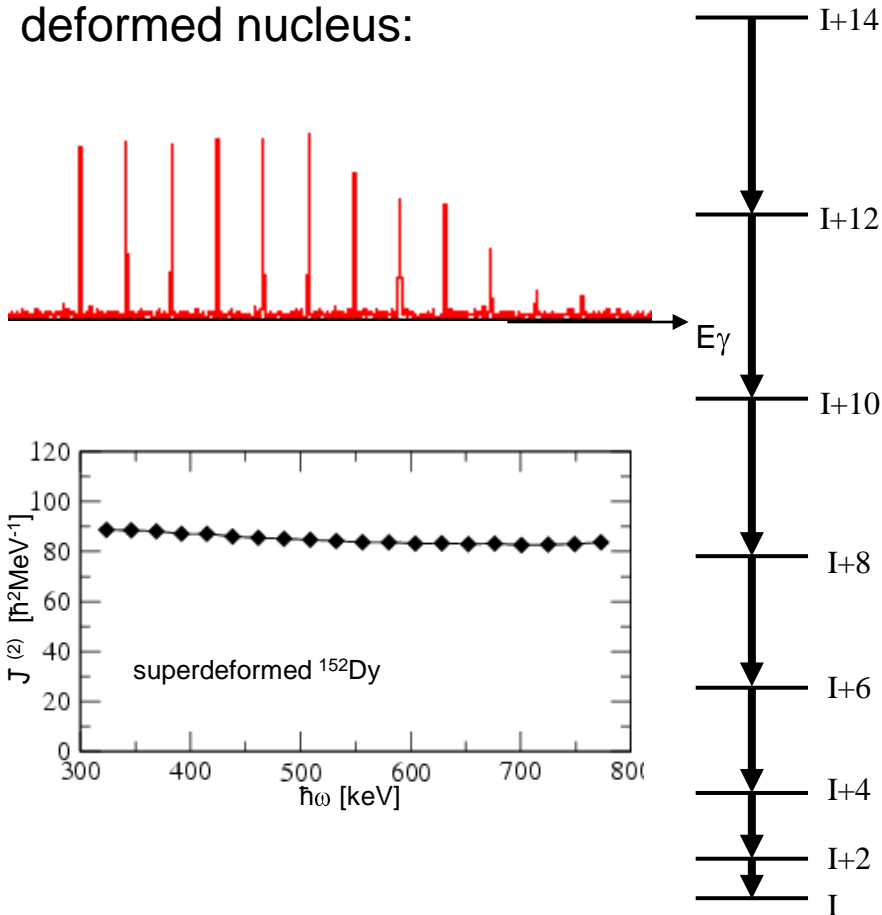 deformed nucleus:
I+14
I+12
Eγ
I+10
120
100
80
60
40
20
0
J (2) [ħ²MeV⁻¹]
superdeformed ¹⁵²Dy
300 400 500 600 700 800
ħω [keV]
I+8
I+6
I+4
I+2
I